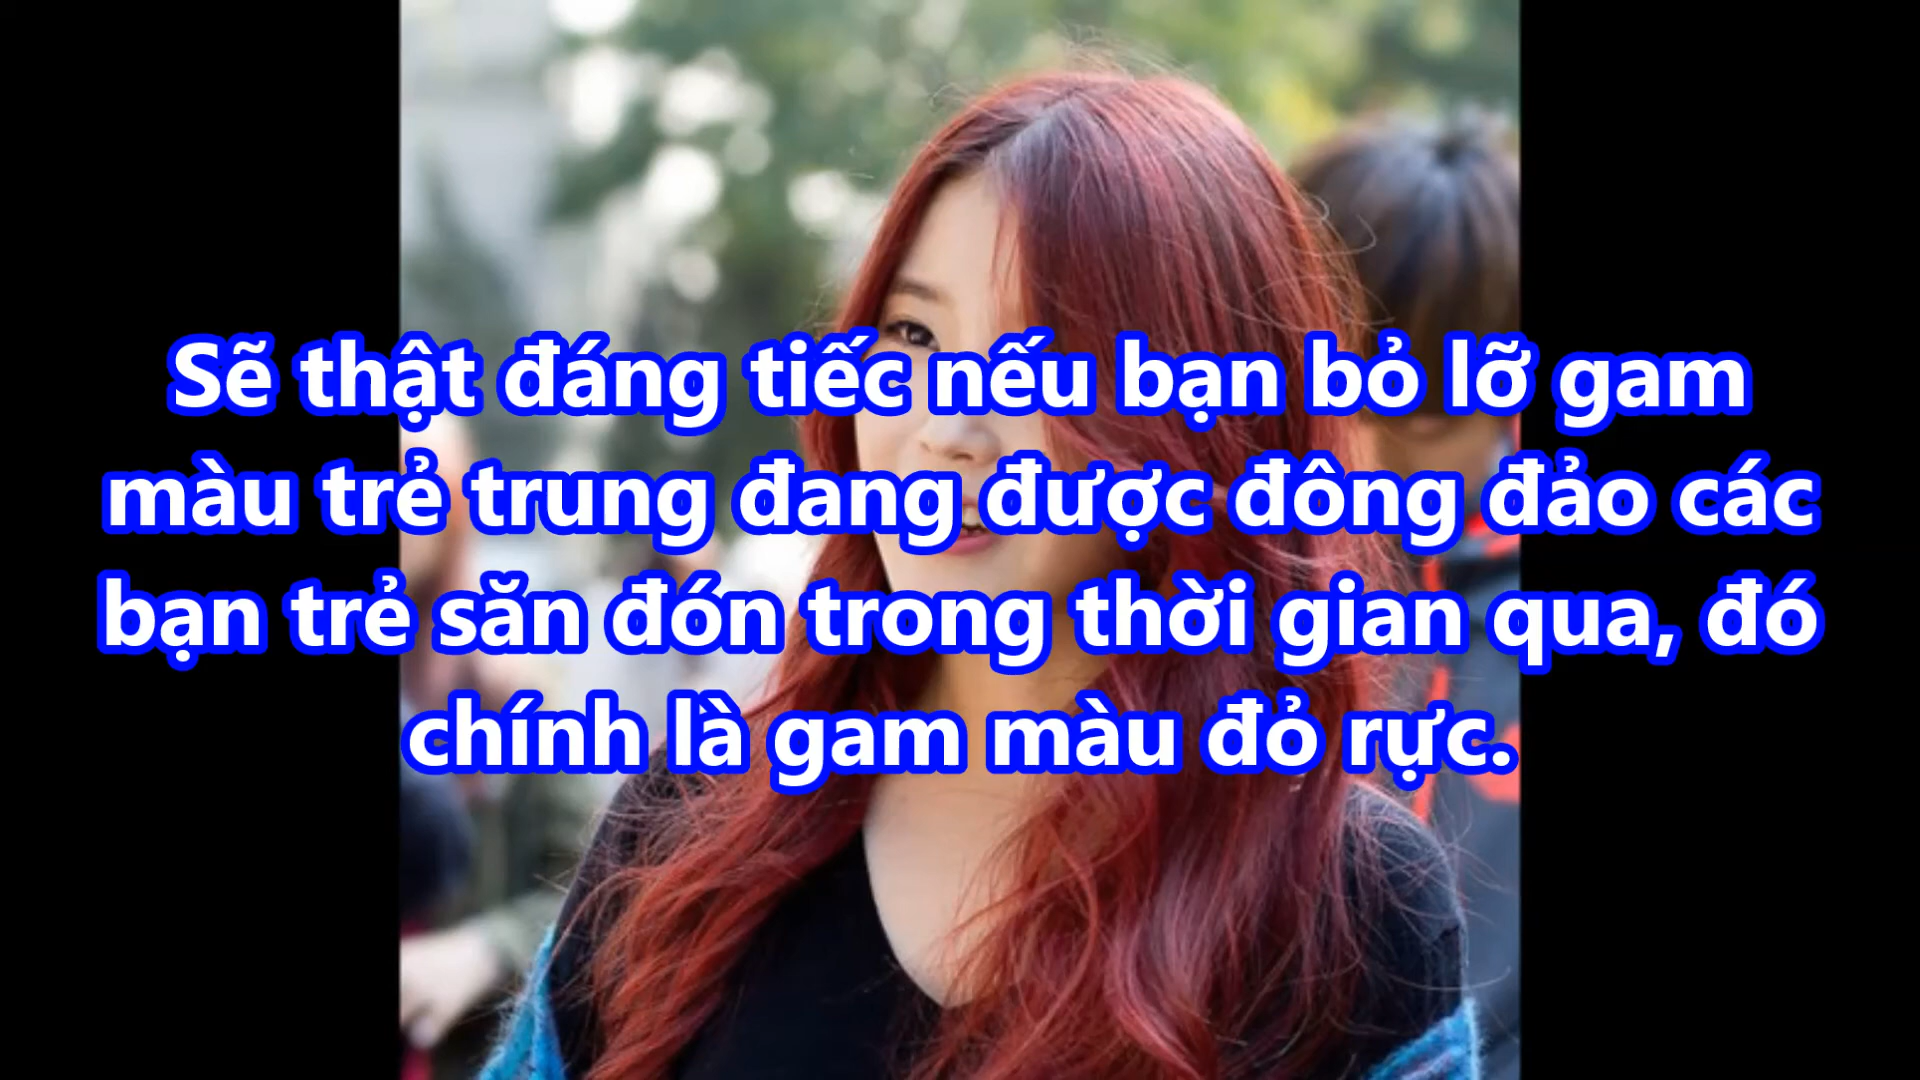 Sẽ thật đáng tiếc nếu bạn bỏ lỡ gam
màu trẻ trung đang được đông đảo các
bạn trẻ săn đón trong thời gian qua, đó
chính là gam màu đỏ rực.